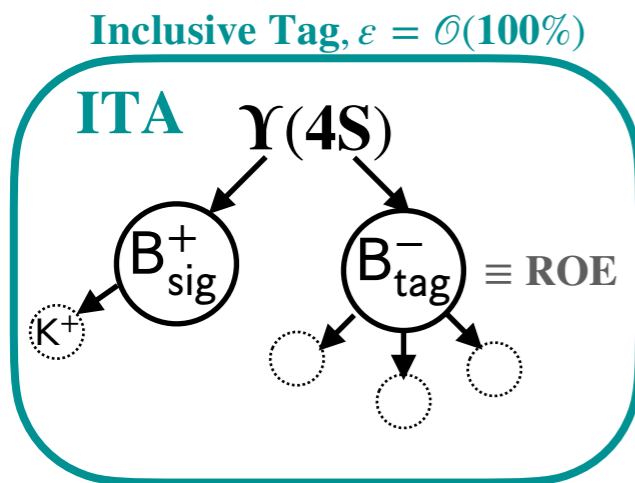 Inclusive Tag, ε = 𝒪(100%)
ITA
ϒ(4S)
B⁺sig
B⁻tag ≡ ROE
K⁺